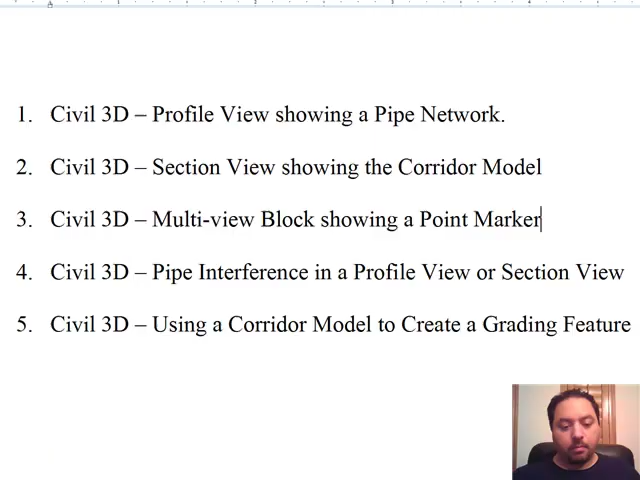 1. Civil 3D – Profile View showing a Pipe Network.
2. Civil 3D – Section View showing the Corridor Model
3. Civil 3D – Multi-view Block showing a Point Marker
4. Civil 3D – Pipe Interference in a Profile View or Section View
5. Civil 3D – Using a Corridor Model to Create a Grading Feature